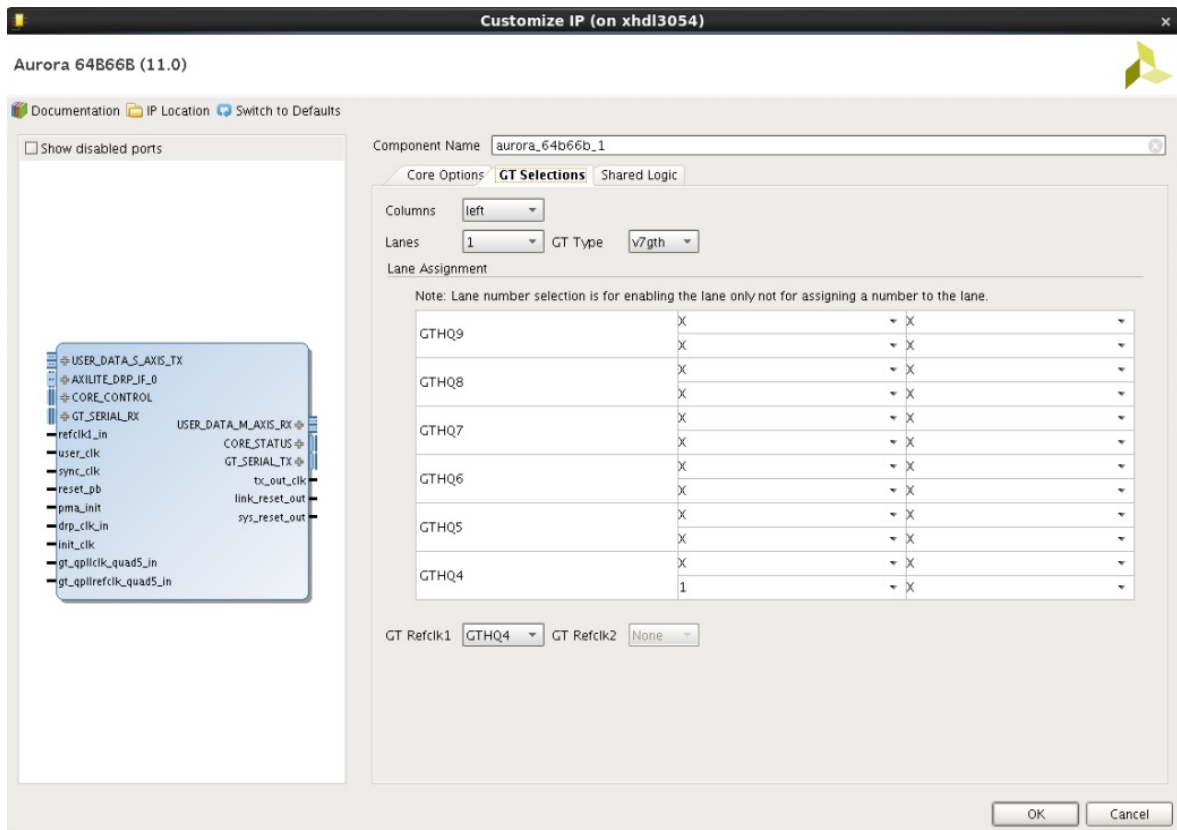 Customize IP (on xhdl3054)
Aurora 64B66B (11.0)
Documentation IP Location Switch to Defaults
Show disabled ports
USER_DATA_S_AXIS_TX
AXILITE_DRP_IF_0
CORE_CONTROL
GT_SERIAL_RX
refclk1_in
user_clk
sync_clk
reset_pb
pma_init
drp_clk_in
init_clk
gt_qpllclk_quad5_in
gt_qpllrefclk_quad5_in
USER_DATA_M_AXIS_RX
CORE_STATUS
GT_SERIAL_TX
tx_out_clk
link_reset_out
sys_reset_out
Component Name aurora_64b66b_1
Core Options GT Selections Shared Logic
Columns left
Lanes 1 GT Type v7gth
Lane Assignment
Note: Lane number selection is for enabling the lane only not for assigning a number to the lane.
GTHQ9
X X
X X
GTHQ8
X X
X X
GTHQ7
X X
X X
GTHQ6
X X
X X
GTHQ5
X X
X X
GTHQ4
X X
1 X
GT Refclk1 GTHQ4 GT Refclk2 None
OK Cancel